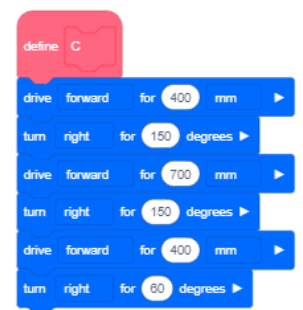 define C
drive forward for 400 mm
turn right for 150 degrees
drive forward for 700 mm
turn right for 150 degrees
drive forward for 400 mm
turn right for 60 degrees